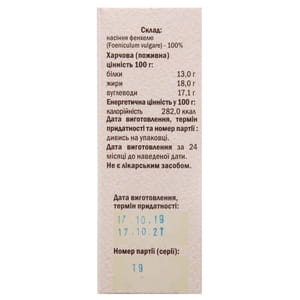 Склад:
насіння фенхелю
(Foeniculum vulgare) - 100%
Харчова (поживна)
цінність 100 г:
білки 13,0 г
жири 18,0 г
вуглеводи 17,1 г
Енергетична цінність у 100 г:
калорійність 282,0 ккал
Дата виготовлення, термін
придатності та номер партії :
дивись на упаковці.
Дата виготовлення за 24
місяці до наведеної дати.
Не є лікарським засобом.
Дата виготовлення,
термін придатності:
17.10.19
17.10.21
Номер партії (серії):
19